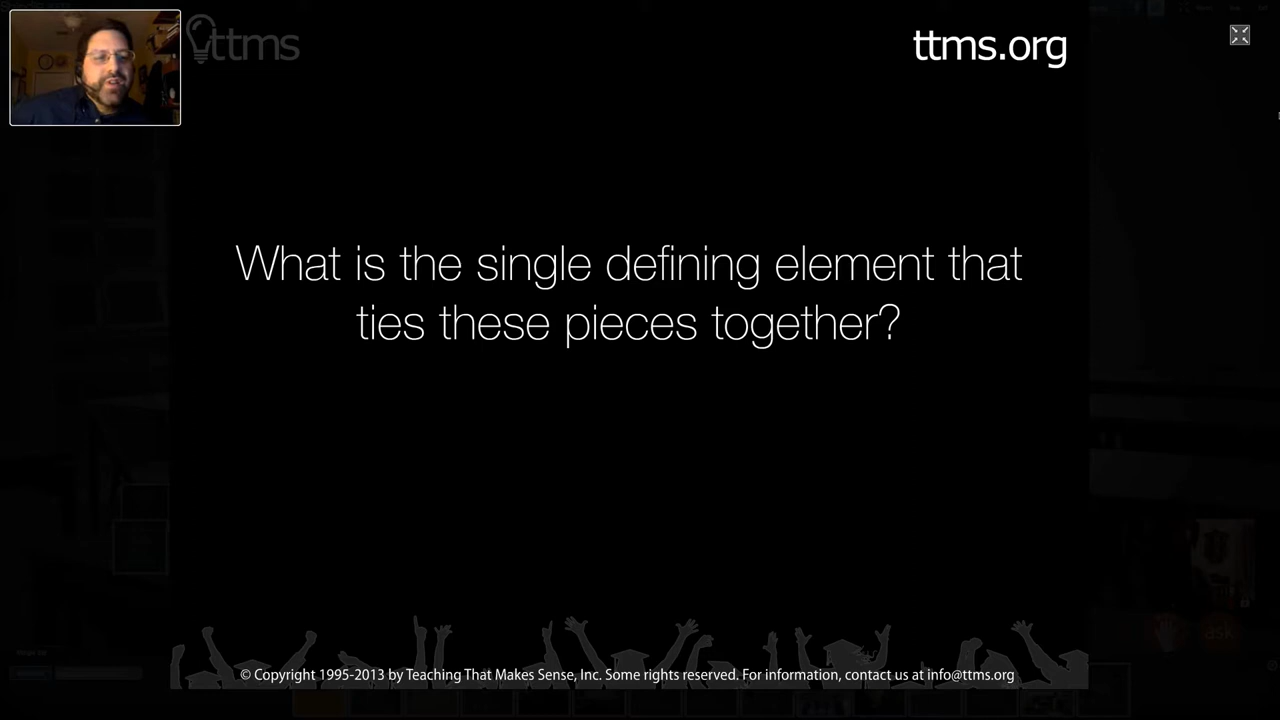 ttms
ttms.org
What is the single defining element that
ties these pieces together?
ask
© Copyright 1995-2013 by Teaching That Makes Sense, Inc. Some rights reserved. For information, contact us at info@ttms.org